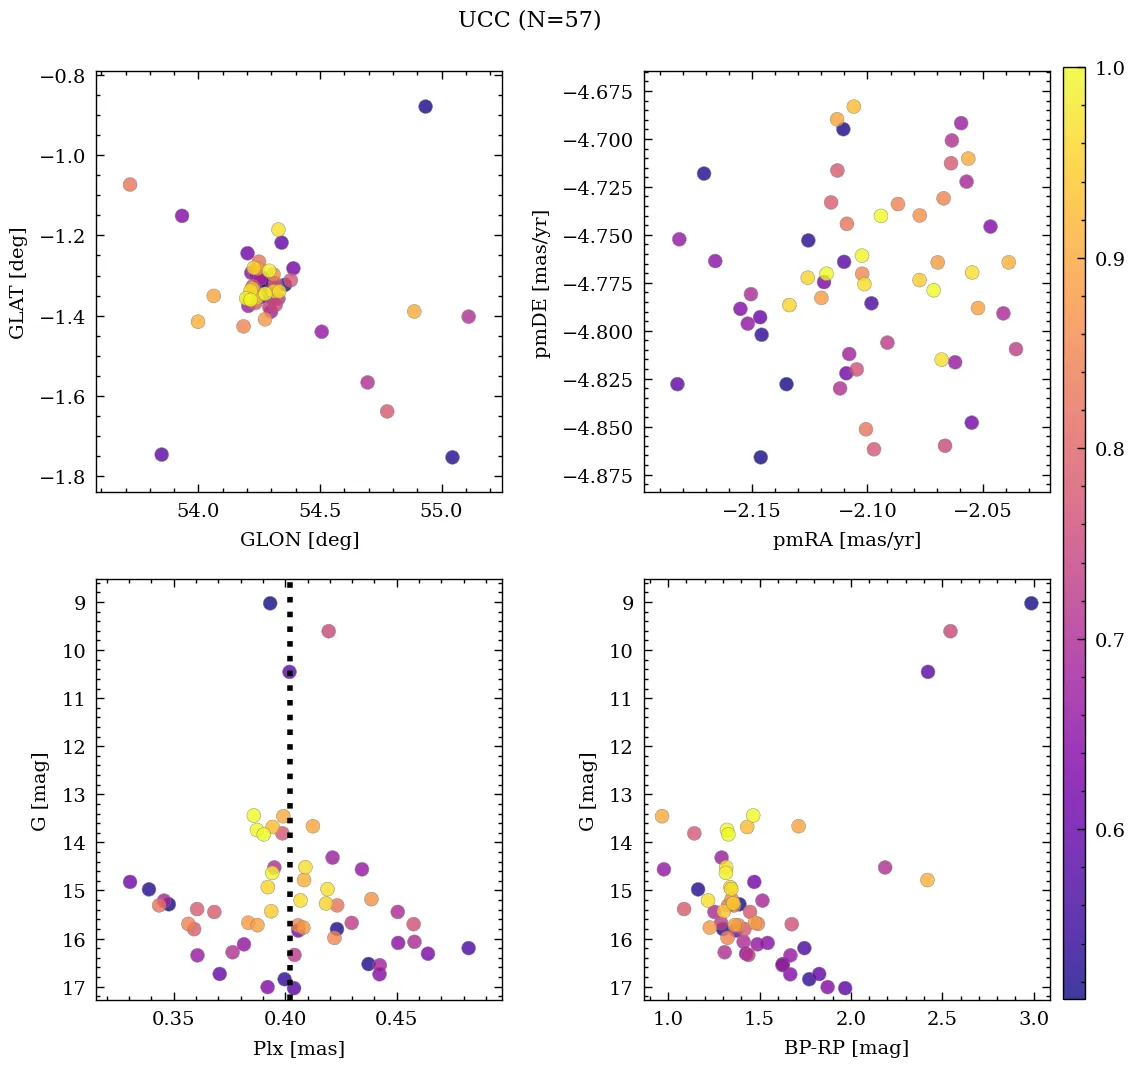 UCC (N=57)
−0.8
−1.0
−1.2
−1.4
−1.6
−1.8
GLAT [deg]
54.0 54.5 55.0
GLON [deg]
−4.675
−4.700
−4.725
−4.750
−4.775
−4.800
−4.825
−4.850
−4.875
pmDE [mas/yr]
−2.15 −2.10 −2.05
pmRA [mas/yr]
9
10
11
12
13
14
15
16
17
G [mag]
0.35 0.40 0.45
Plx [mas]
9
10
11
12
13
14
15
16
17
G [mag]
1.0 1.5 2.0 2.5 3.0
BP-RP [mag]
1.0
0.9
0.8
0.7
0.6